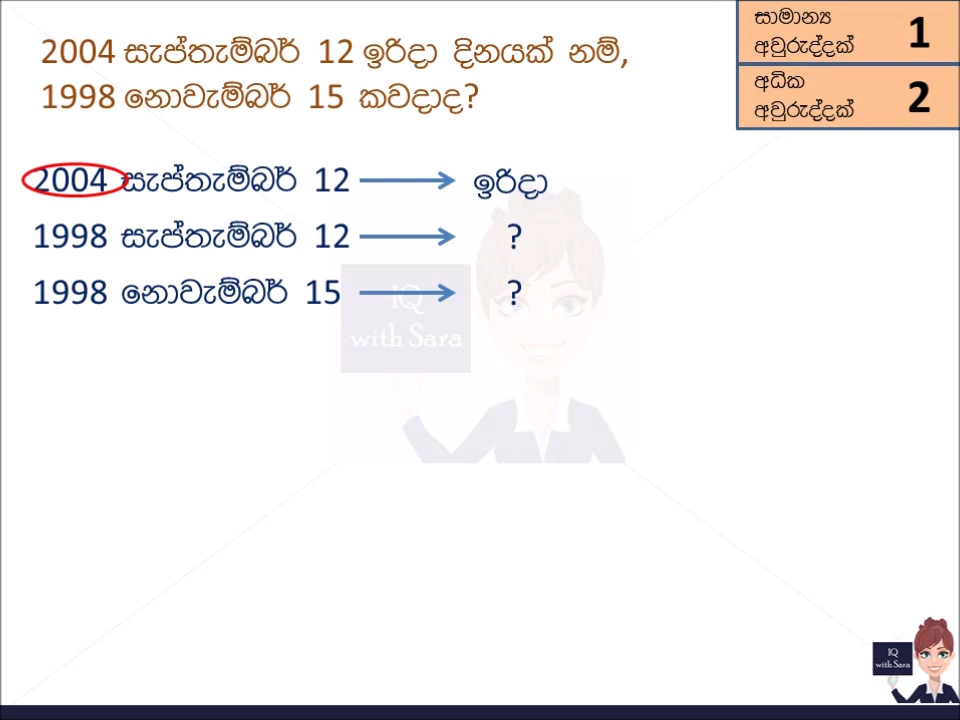 2004 සැප්තැම්බර් 12 ඉරිදා දිනයක් නම්,
1998 නොවැම්බර් 15 කවදාද?
සාමාන්‍ය
අවුරුද්දක් 1
අධික
අවුරුද්දක් 2
2004 සැප්තැම්බර් 12 ඉරිදා
1998 සැප්තැම්බර් 12 ?
1998 නොවැම්බර් 15 ?
IQ
with Sara
IQ
with Sara